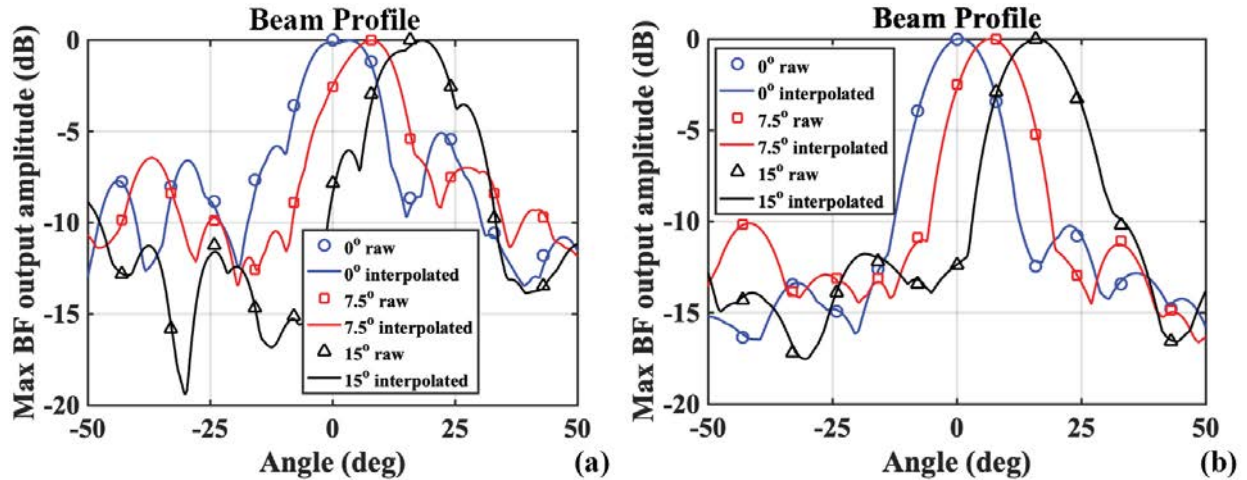 Beam Profile
Max BF output amplitude (dB)
0
-5
-10
-15
-20
-50
-25
0
25
50
Angle (deg)
(a)
0° raw
0° interpolated
7.5° raw
7.5° interpolated
15° raw
15° interpolated
Beam Profile
Max BF output amplitude (dB)
0
-5
-10
-15
-20
-50
-25
0
25
50
Angle (deg)
(b)
0° raw
0° interpolated
7.5° raw
7.5° interpolated
15° raw
15° interpolated